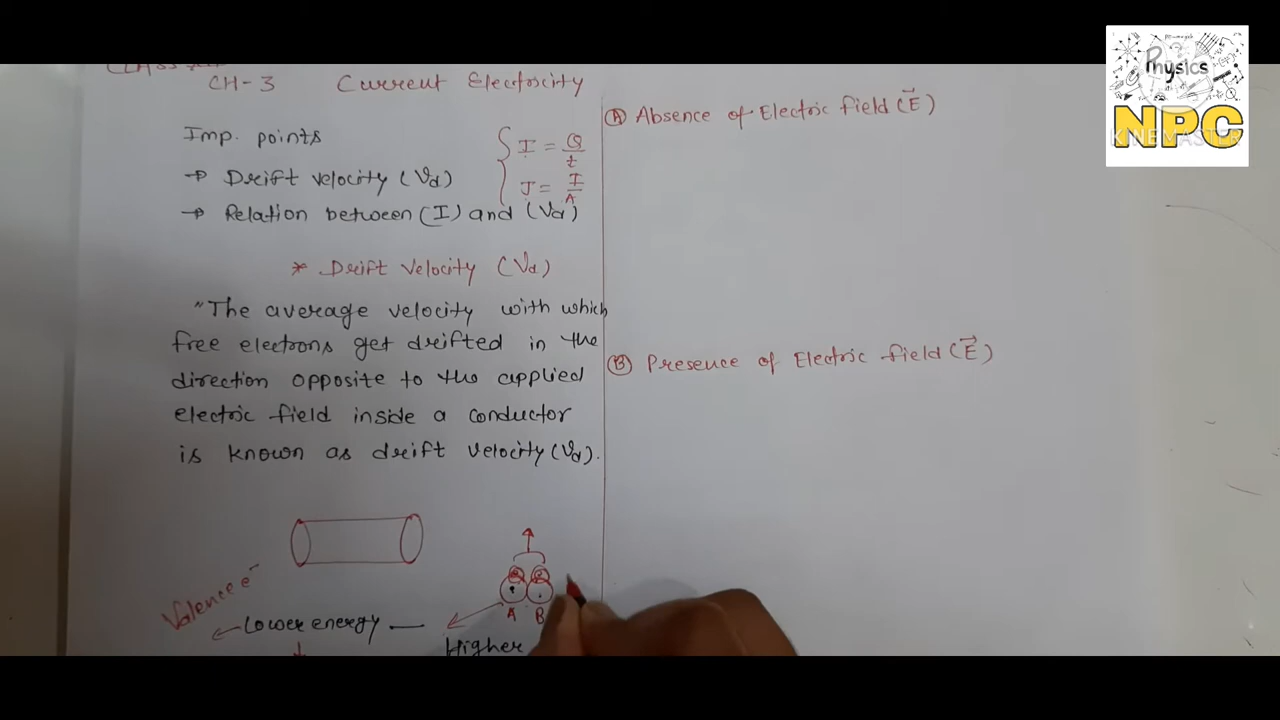 CH-3 Current Electricity
Imp. points
→ Drift velocity (Vd)
→ Relation between (I) and (Vd)
I = Q/t
J = I/A
* Drift Velocity (Vd)
"The average velocity with which
free electrons get drifted in the
direction opposite to the applied
electric field inside a conductor
is known as drift velocity (Vd).
Valence e⁻
Lower energy
Higher
A B
(A) Absence of Electric field (E⃗)
(B) Presence of Electric field (E⃗)
Physics
NPC
KINEMASTER